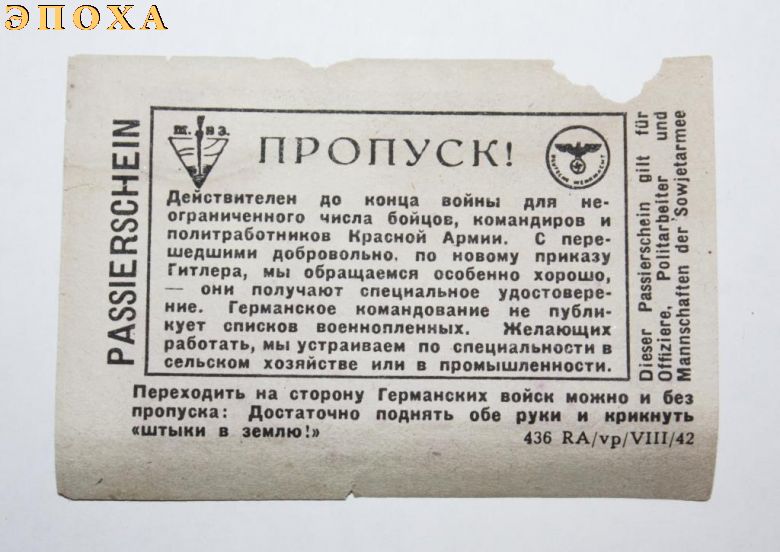 ЭПОХА
PASSIERSCHEIN
Ш. В З.
ПРОПУСК!
DEUTSCHE WEHRMACHT
Действителен до конца войны для не-
ограниченного числа бойцов, командиров и
политработников Красной Армии. С пере-
шедшими добровольно, по новому приказу
Гитлера, мы обращаемся особенно хорошо,
— они получают специальное удостовере-
ние. Германское командование не публи-
кует списков военнопленных. Желающих
работать, мы устраиваем по специальности в
сельском хозяйстве или в промышленности.
Dieser Passierschein gilt für
Offiziere, Politarbeiter und
Mannschaften der Sowjetarmee
Переходить на сторону Германских войск можно и без
пропуска: Достаточно поднять обе руки и крикнуть
«штыки в землю!»
436 RA/vp/VIII/42